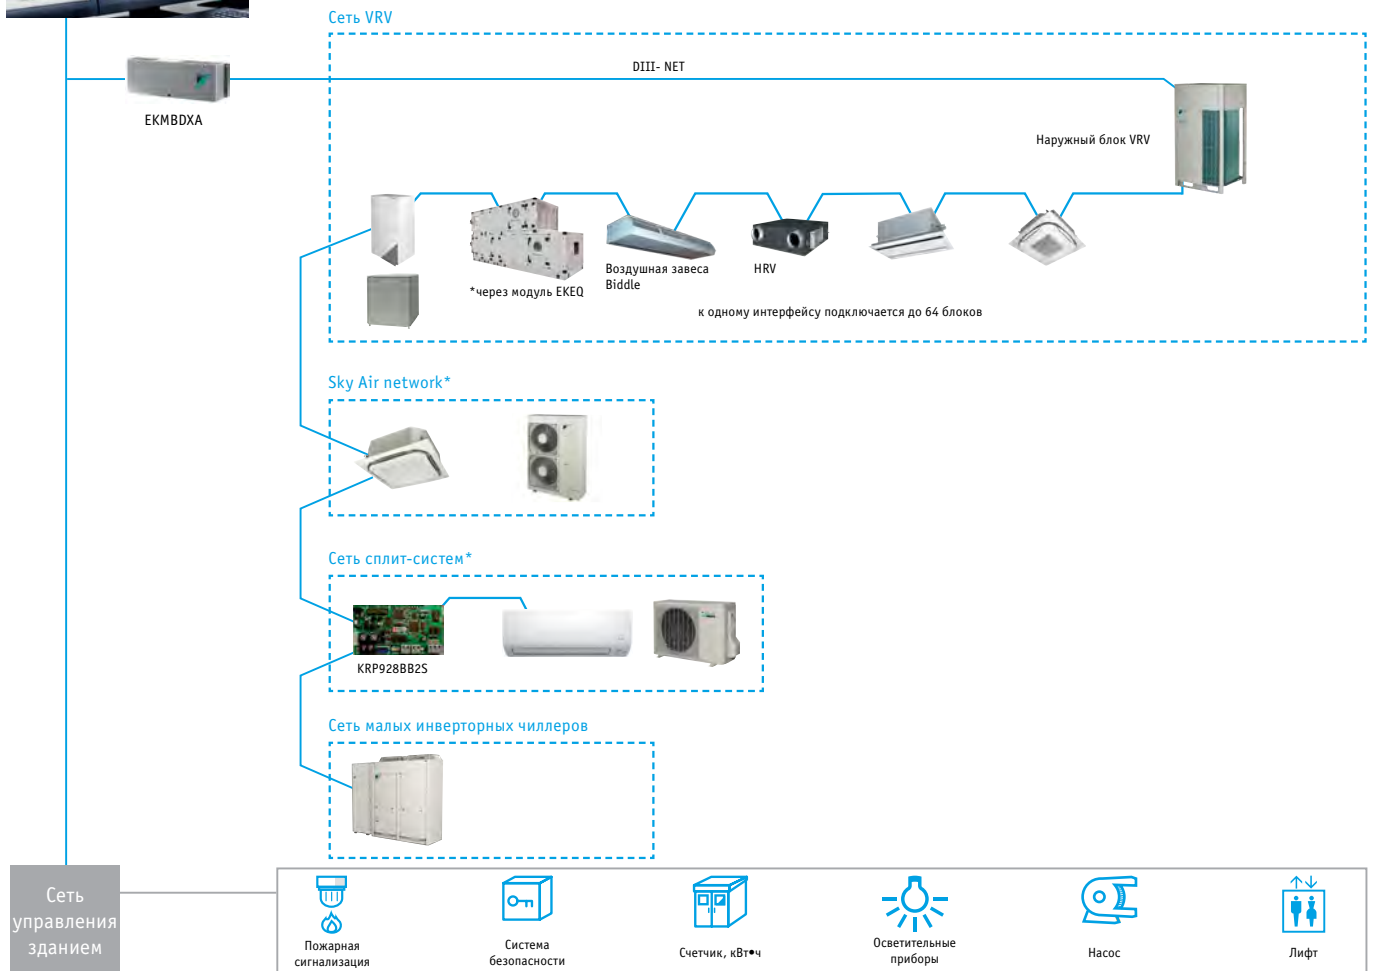 Сеть VRV
DIII- NET
EKMBDXA
Наружный блок VRV
*через модуль EKEQ
Воздушная завеса
Biddle
HRV
к одному интерфейсу подключается до 64 блоков
Sky Air network*
Сеть сплит-систем*
KRP928BB2S
Сеть малых инверторных чиллеров
Сеть
управления
зданием
Пожарная
сигнализация
Система
безопасности
Счетчик, кВт•ч
Осветительные
приборы
Насос
Лифт